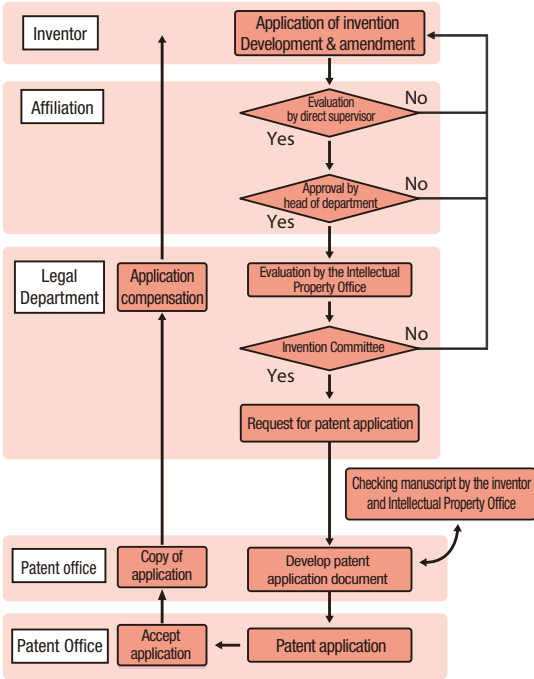 Inventor
Application of invention
Development & amendment
Affiliation
Evaluation
by direct supervisor
No
Yes
Approval by
head of department
No
Yes
Legal
Department
Application
compensation
Evaluation by the Intellectual
Property Office
Invention Committee
No
Yes
Request for patent application
Checking manuscript by the inventor
and Intellectual Property Office
Patent office
Copy of
application
Develop patent
application document
Patent Office
Accept
application
Patent application